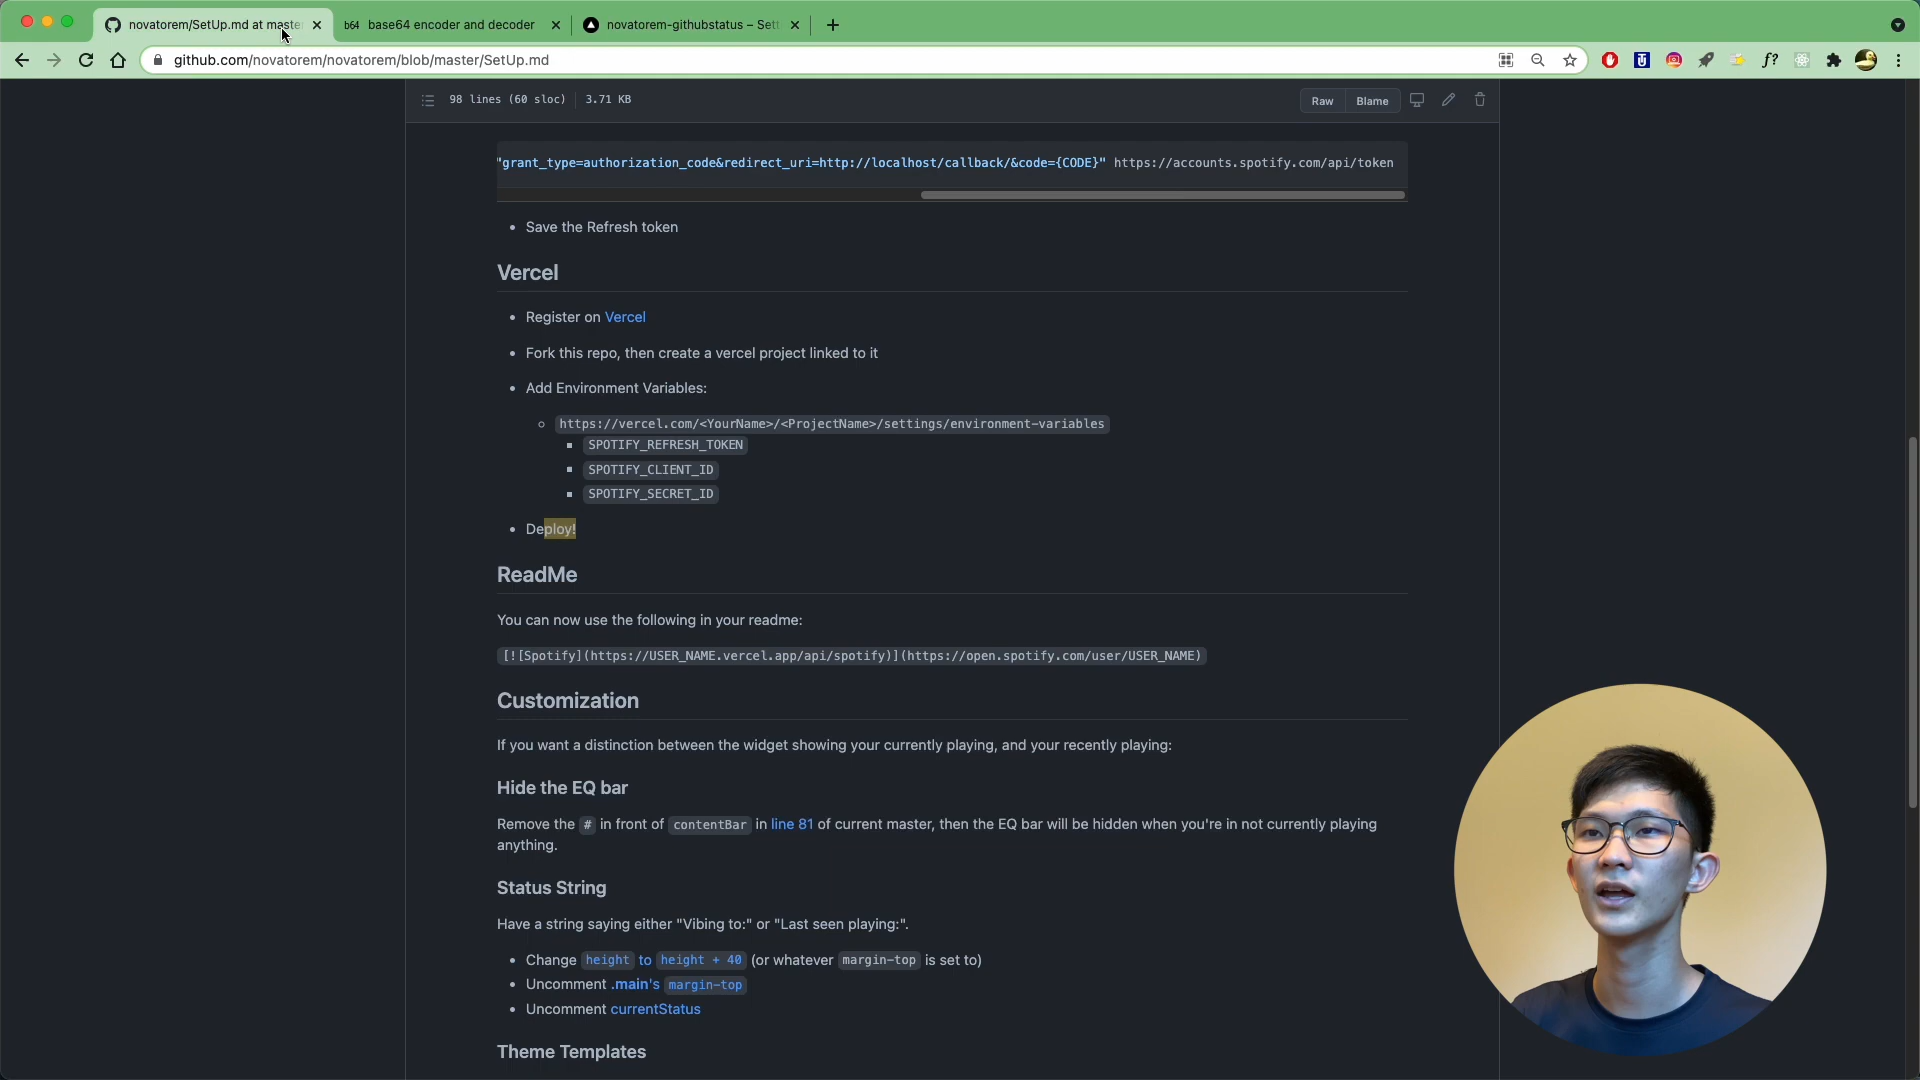 novatorem/SetUp.md at maste
b64 base64 encoder and decoder
novatorem-githubstatus – Sett
github.com/novatorem/novatorem/blob/master/SetUp.md
98 lines (60 sloc) 3.71 KB
Raw Blame
"grant_type=authorization_code&redirect_uri=http://localhost/callback/&code={CODE}" https://accounts.spotify.com/api/token
Save the Refresh token
Vercel
Register on Vercel
Fork this repo, then create a vercel project linked to it
Add Environment Variables:
https://vercel.com/<YourName>/<ProjectName>/settings/environment-variables
SPOTIFY_REFRESH_TOKEN
SPOTIFY_CLIENT_ID
SPOTIFY_SECRET_ID
Deploy!
ReadMe
You can now use the following in your readme:
[![Spotify](https://USER_NAME.vercel.app/api/spotify)](https://open.spotify.com/user/USER_NAME)
Customization
If you want a distinction between the widget showing your currently playing, and your recently playing:
Hide the EQ bar
Remove the # in front of contentBar in line 81 of current master, then the EQ bar will be hidden when you're in not currently playing
anything.
Status String
Have a string saying either "Vibing to:" or "Last seen playing:".
Change height to height + 40 (or whatever margin-top is set to)
Uncomment .main's margin-top
Uncomment currentStatus
Theme Templates